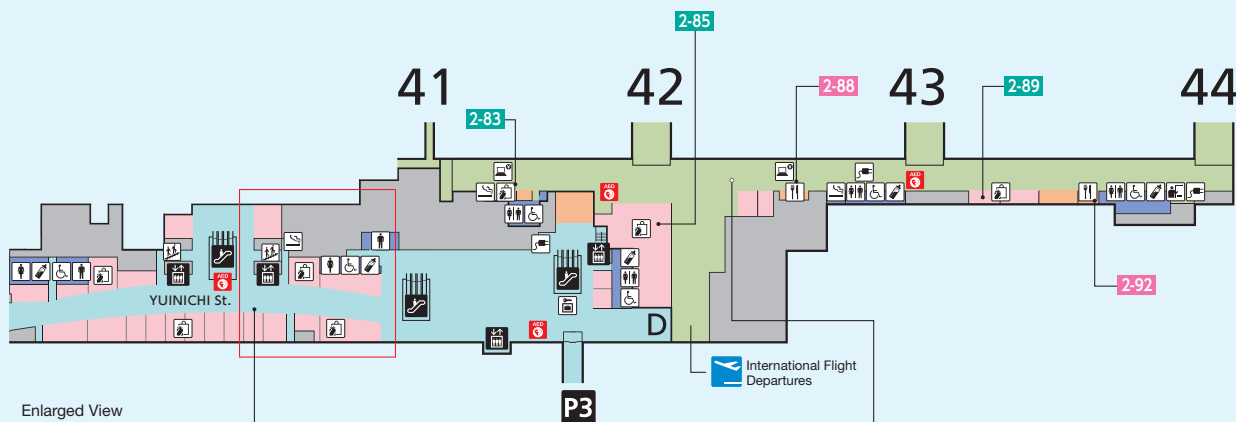 2-85
41
42
2-88
43
2-89
44
2-83
AED
AED
AED
YUINICHI St.
2-92
AED
D
International Flight
Departures
P3
Enlarged View